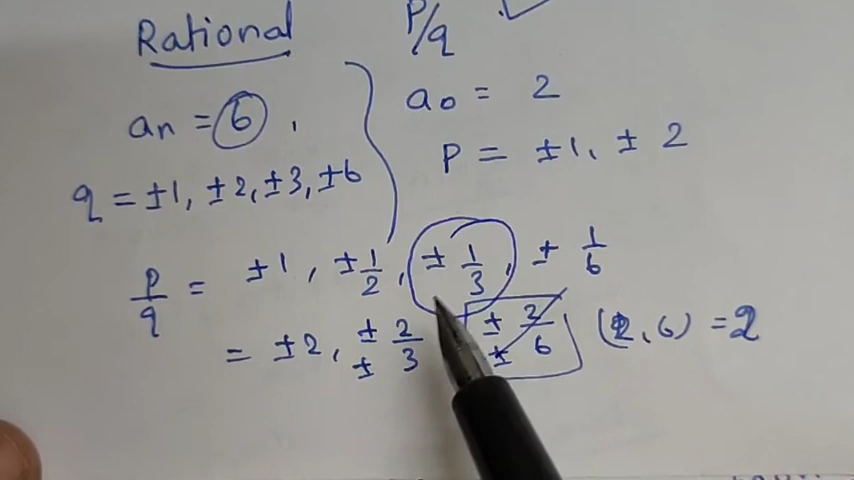 Rational P/q
an = 6 , a0 = 2
q = ±1, ±2, ±3, ±6 P = ±1, ± 2
p/q = ±1, ±1/2, ± 1/3, ± 1/6
= ±2, ± ± 2/3 ± ± 2/6 (2, 6) = 2